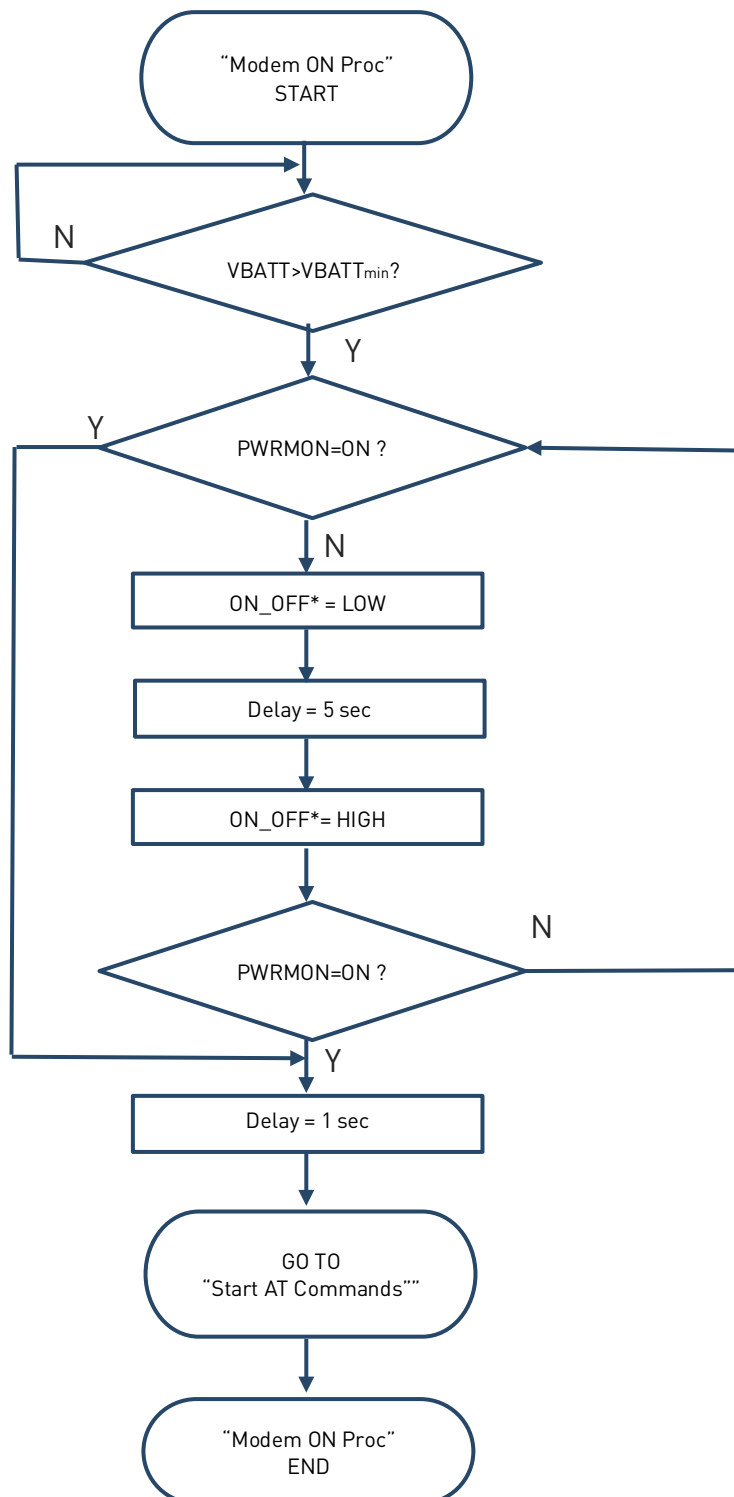 “Modem ON Proc”
START
N
VBATT>VBATTmin?
Y
Y
PWRMON=ON ?
N
ON_OFF* = LOW
Delay = 5 sec
ON_OFF*= HIGH
N
PWRMON=ON ?
Y
Delay = 1 sec
GO TO
“Start AT Commands””
“Modem ON Proc”
END